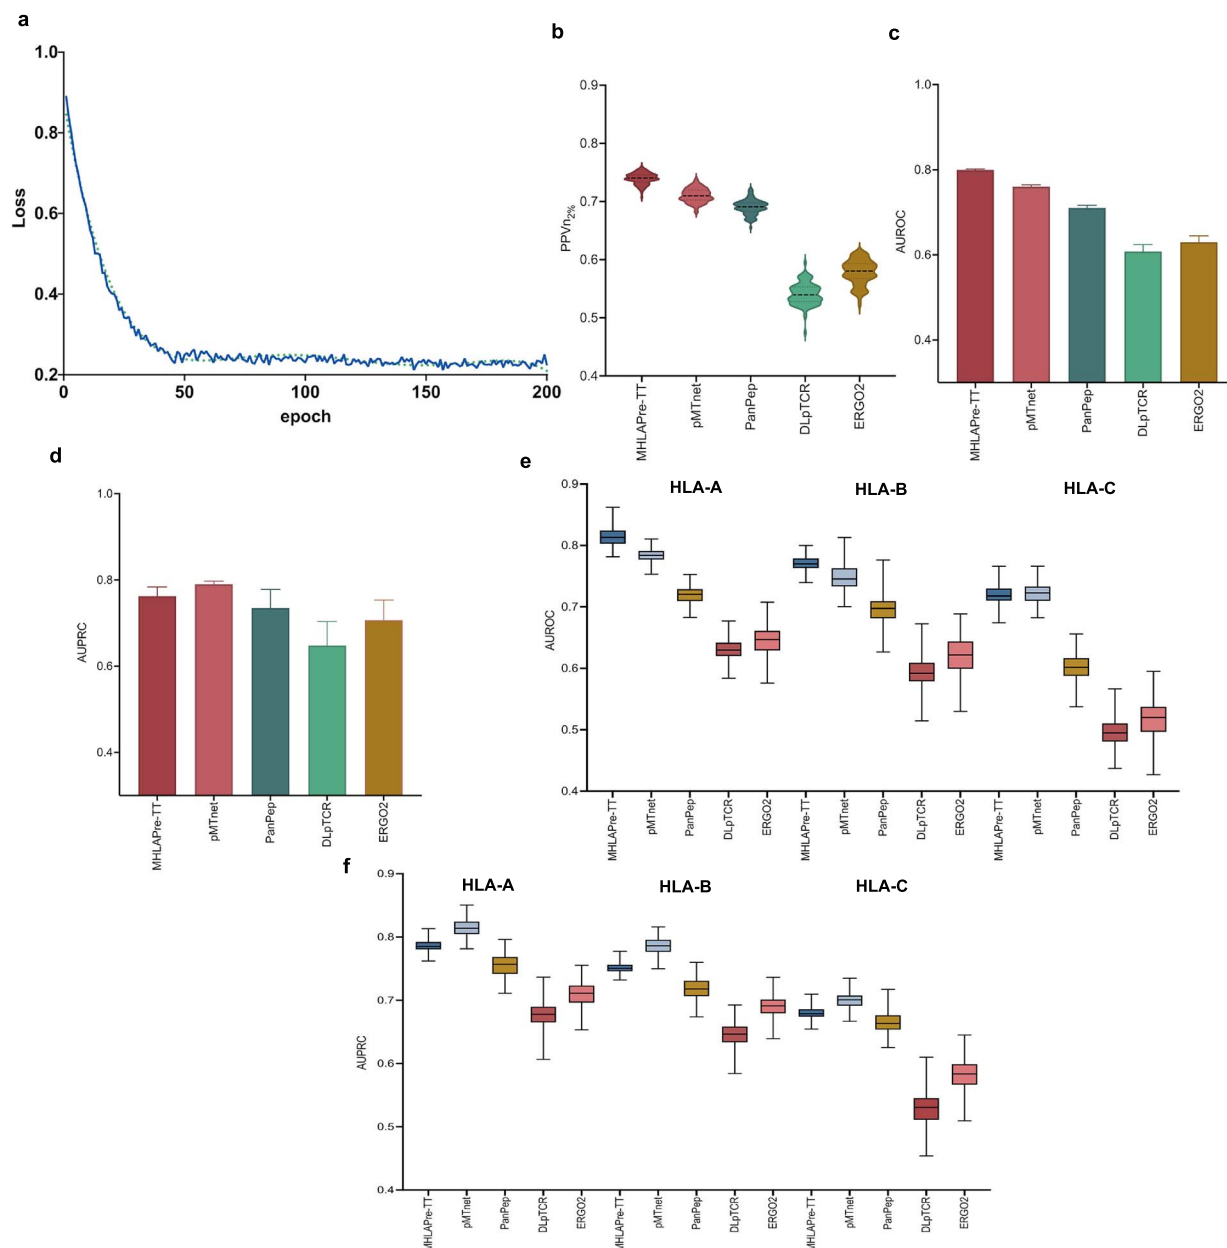 a
1.0
0.8
0.6
0.4
0.2
Loss
0
50
100
150
200
epoch
b
0.9
0.8
0.7
0.6
0.5
0.4
PPVn2%
MHLAPre-TT
pMTnet
PanPep
DLpTCR
ERGO2
c
1.0
0.8
0.6
0.4
AUROC
MHLAPre-TT
pMTnet
PanPep
DLpTCR
ERGO2
d
1.0
0.8
0.6
0.4
AUPRC
MHLAPre-TT
pMTnet
PanPep
DLpTCR
ERGO2
e
HLA-A
HLA-B
HLA-C
0.9
0.8
0.7
0.6
0.5
0.4
AUROC
MHLAPre-TT
pMTnet
PanPep
DLpTCR
ERGO2
MHLAPre-TT
pMTnet
PanPep
DLpTCR
ERGO2
MHLAPre-TT
pMTnet
PanPep
DLpTCR
ERGO2
f
HLA-A
HLA-B
HLA-C
0.9
0.8
0.7
0.6
0.5
0.4
AUPRC
MHLAPre-TT
pMTnet
PanPep
DLpTCR
ERGO2
MHLAPre-TT
pMTnet
PanPep
DLpTCR
ERGO2
MHLAPre-TT
pMTnet
PanPep
DLpTCR
ERGO2